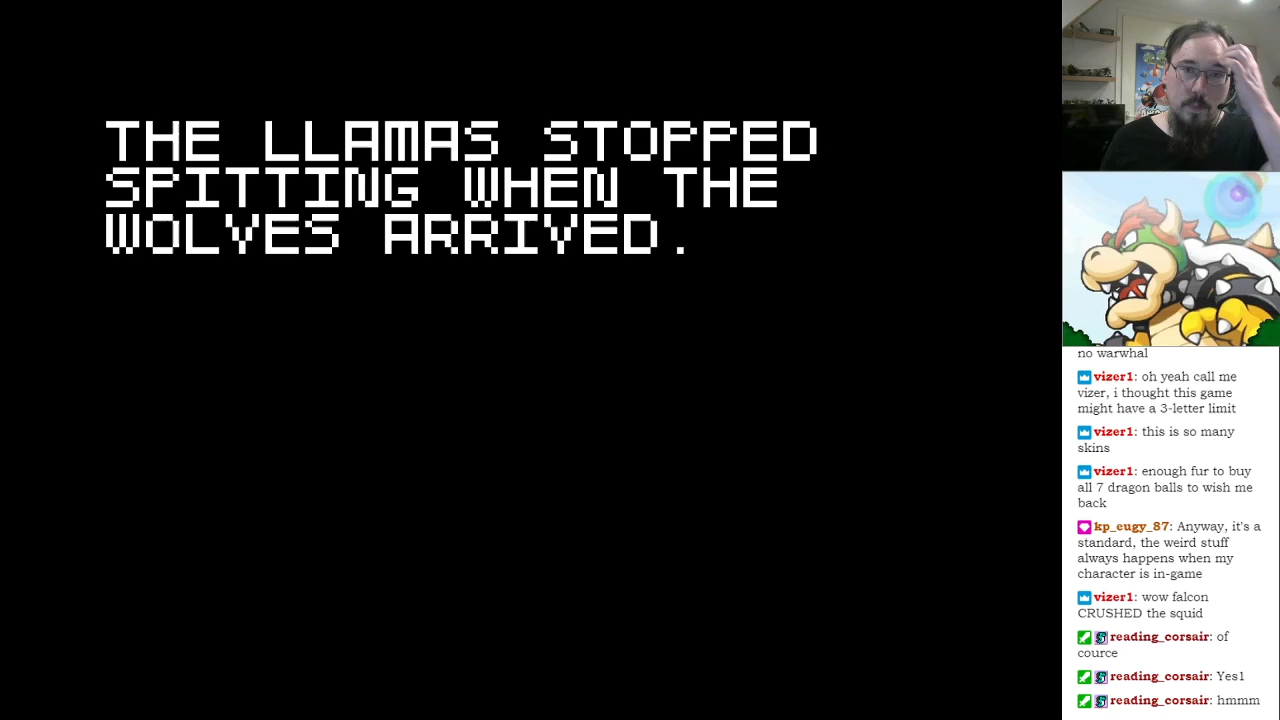 THE LLAMAS STOPPED
SPITTING WHEN THE
WOLVES ARRIVED.
no warwhal
vizer1: oh yeah call me
vizer, i thought this game
might have a 3-letter limit
vizer1: this is so many
skins
vizer1: enough fur to buy
all 7 dragon balls to wish me
back
kp_eugy_87: Anyway, it's a
standard, the weird stuff
always happens when my
character is in-game
vizer1: wow falcon
CRUSHED the squid
reading_corsair: of
cource
reading_corsair: Yes1
reading_corsair: hmmm